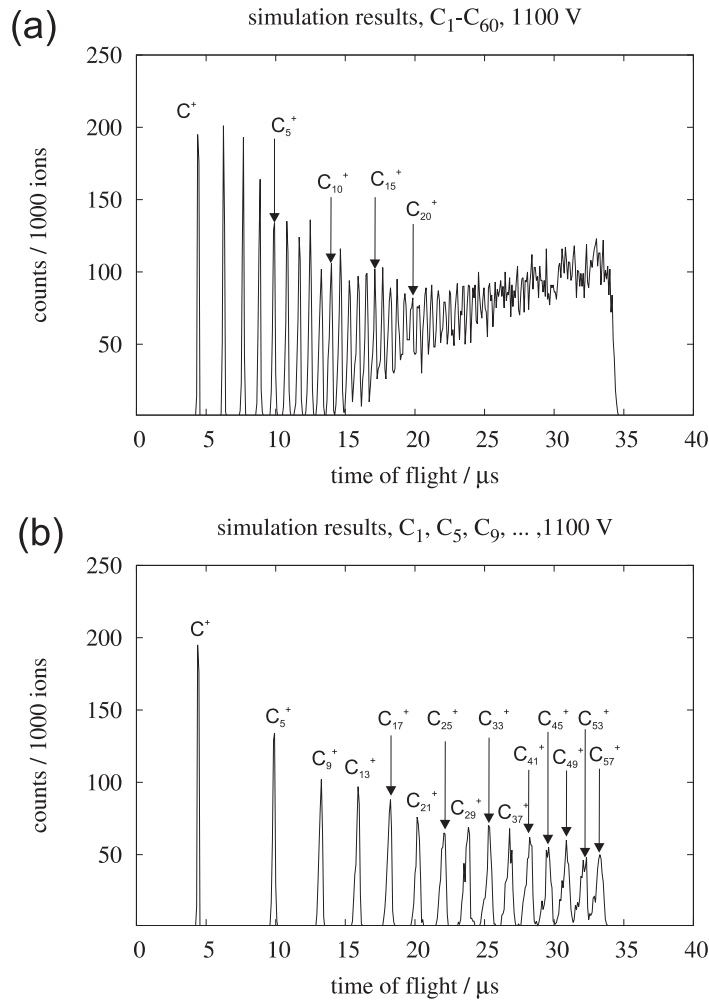 (a)
simulation results, C₁-C₆₀, 1100 V
250
200
150
100
50
0
5
10
15
20
25
30
35
40
counts / 1000 ions
time of flight / μs
C⁺
C₅⁺
C₁₀⁺
C₁₅⁺
C₂₀⁺
(b)
simulation results, C₁, C₅, C₉, ... ,1100 V
250
200
150
100
50
0
5
10
15
20
25
30
35
40
counts / 1000 ions
time of flight / μs
C⁺
C₅⁺
C₉⁺
C₁₃⁺
C₁₇⁺
C₂₁⁺
C₂₅⁺
C₂₉⁺
C₃₃⁺
C₃₇⁺
C₄₁⁺
C₄₅⁺
C₄₉⁺
C₅₃⁺
C₅₇⁺